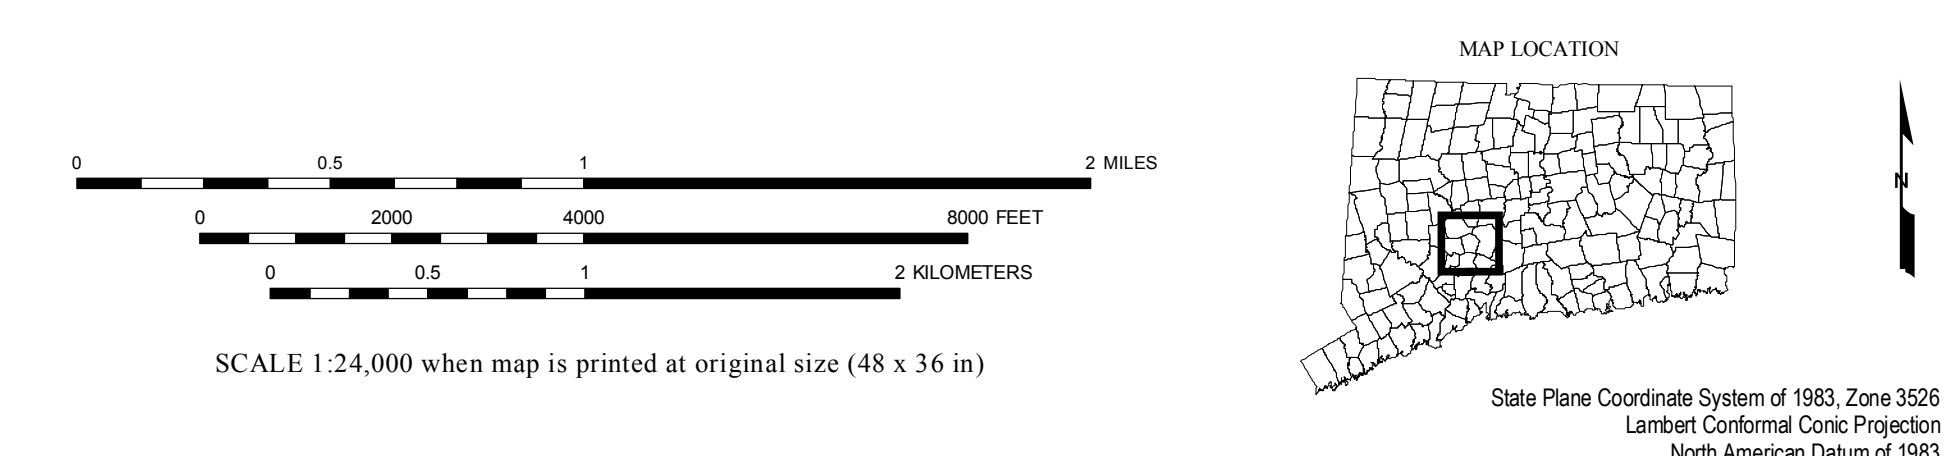 MAP LOCATION
0 0.5 1 2 MILES
0 2000 4000 8000 FEET
0 0.5 1 2 KILOMETERS
SCALE 1:24,000 when map is printed at original size (48 x 36 in)
N
State Plane Coordinate System of 1983, Zone 3526
Lambert Conformal Conic Projection
North American Datum of 1983